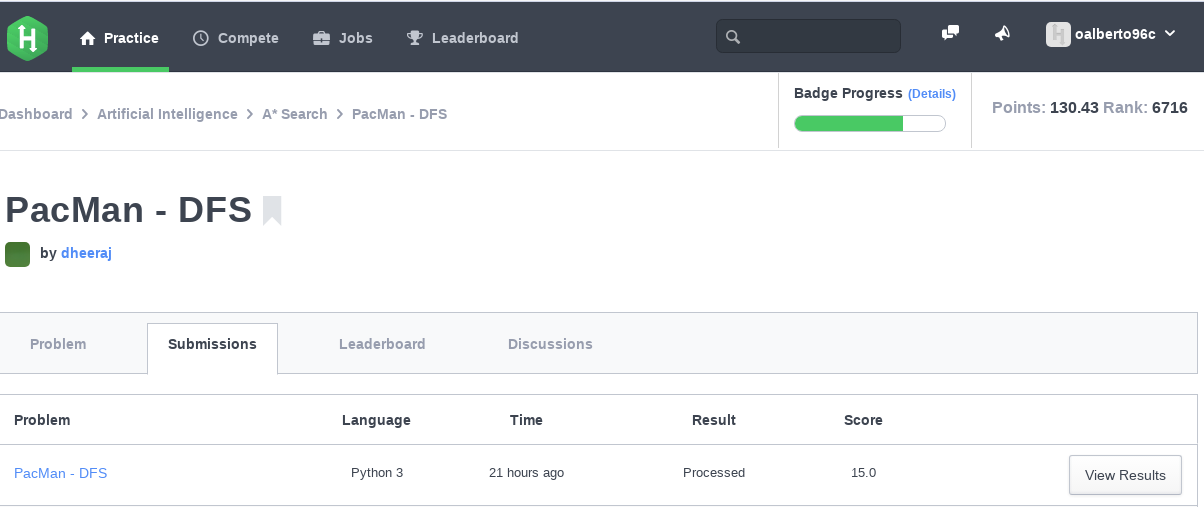 Practice Compete Jobs Leaderboard oalberto96c
Dashboard Artificial Intelligence A* Search PacMan - DFS
Badge Progress (Details)
Points: 130.43 Rank: 6716
PacMan - DFS
by dheeraj
Problem Submissions Leaderboard Discussions
Problem Language Time Result Score
PacMan - DFS Python 3 21 hours ago Processed 15.0 View Results